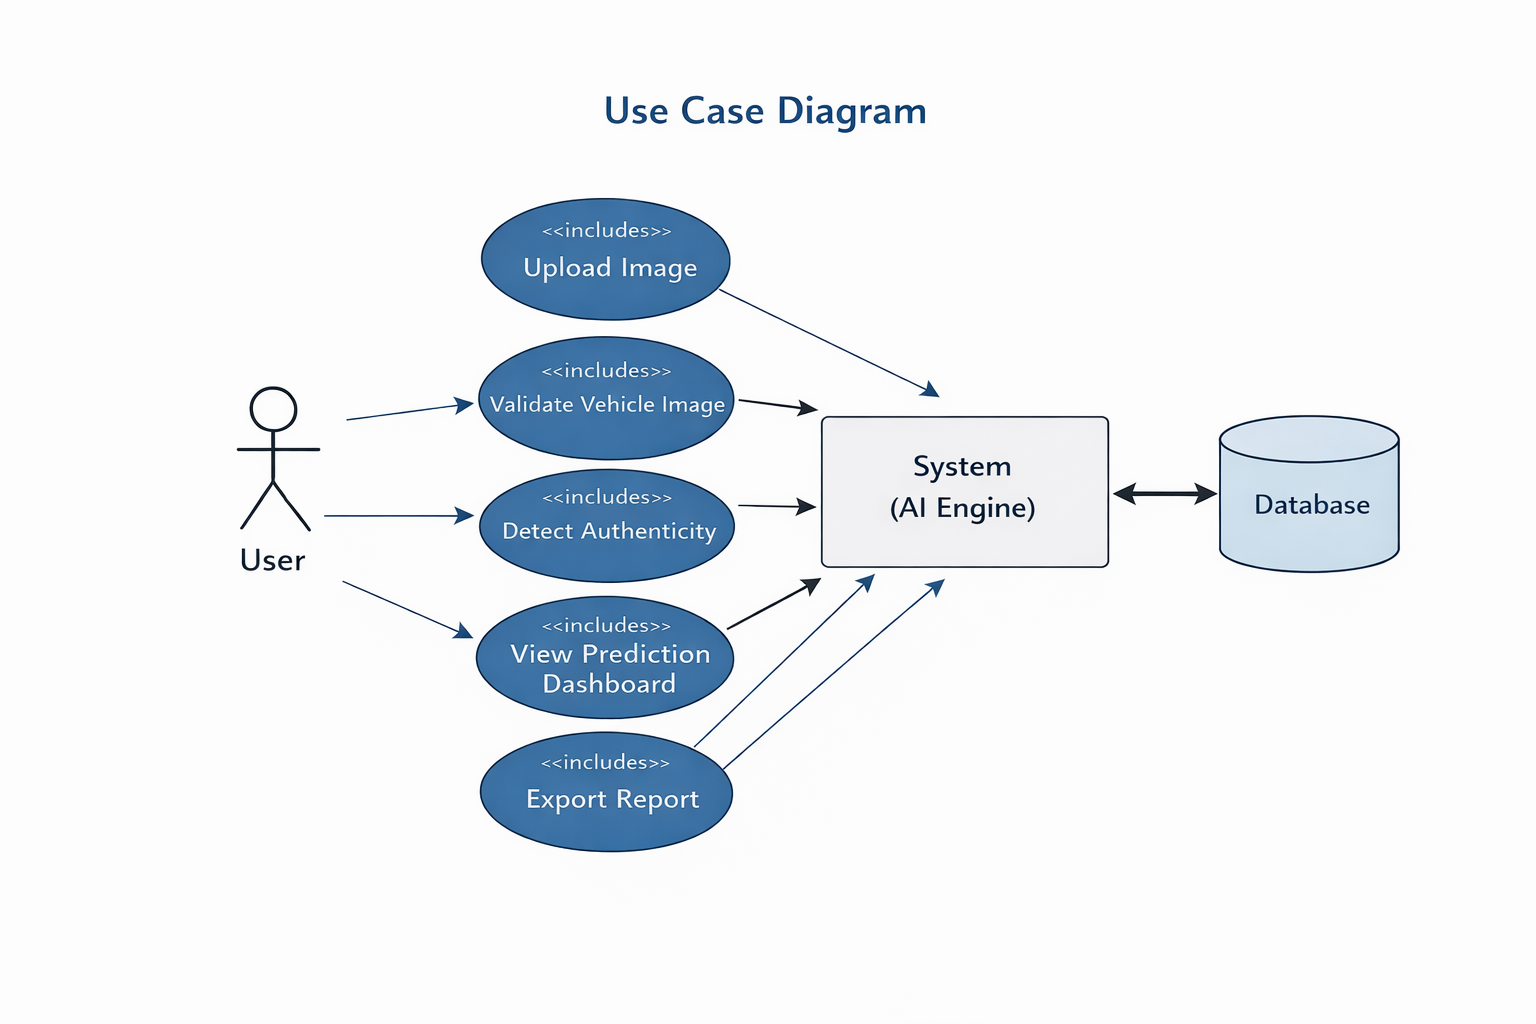 Use Case Diagram
<<includes>>
Upload Image
<<includes>>
Validate Vehicle Image
<<includes>>
Detect Authenticity
<<includes>>
View Prediction
Dashboard
<<includes>>
Export Report
User
System
(AI Engine)
Database